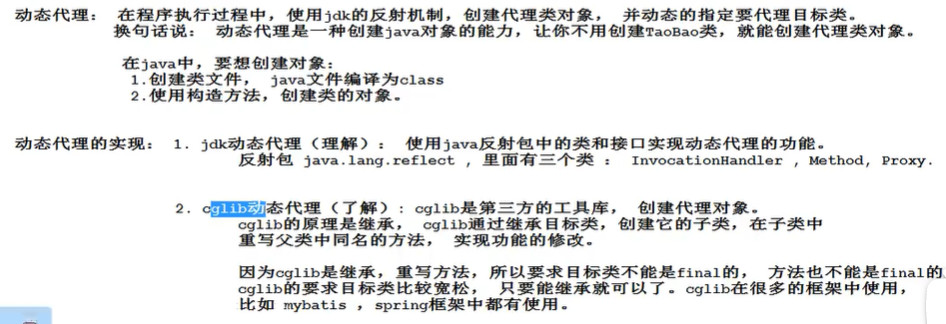 动态代理： 在程序执行过程中，使用jdk的反射机制，创建代理类对象， 并动态的指定要代理目标类。
换句话说： 动态代理是一种创建java对象的能力，让你不用创建TaoBao类，就能创建代理类对象。
在java中，要想创建对象：
1.创建类文件， java文件编译为class
2.使用构造方法，创建类的对象。
动态代理的实现： 1. jdk动态代理（理解）： 使用java反射包中的类和接口实现动态代理的功能。
反射包 java.lang.reflect , 里面有三个类 ： InvocationHandler , Method, Proxy.
2. cglib动态代理（了解）: cglib是第三方的工具库， 创建代理对象。
cglib的原理是继承， cglib通过继承目标类，创建它的子类，在子类中
重写父类中同名的方法， 实现功能的修改。
因为cglib是继承，重写方法，所以要求目标类不能是final的， 方法也不能是final的
cglib的要求目标类比较宽松， 只要能继承就可以了。cglib在很多的框架中使用，
比如 mybatis ，spring框架中都有使用。